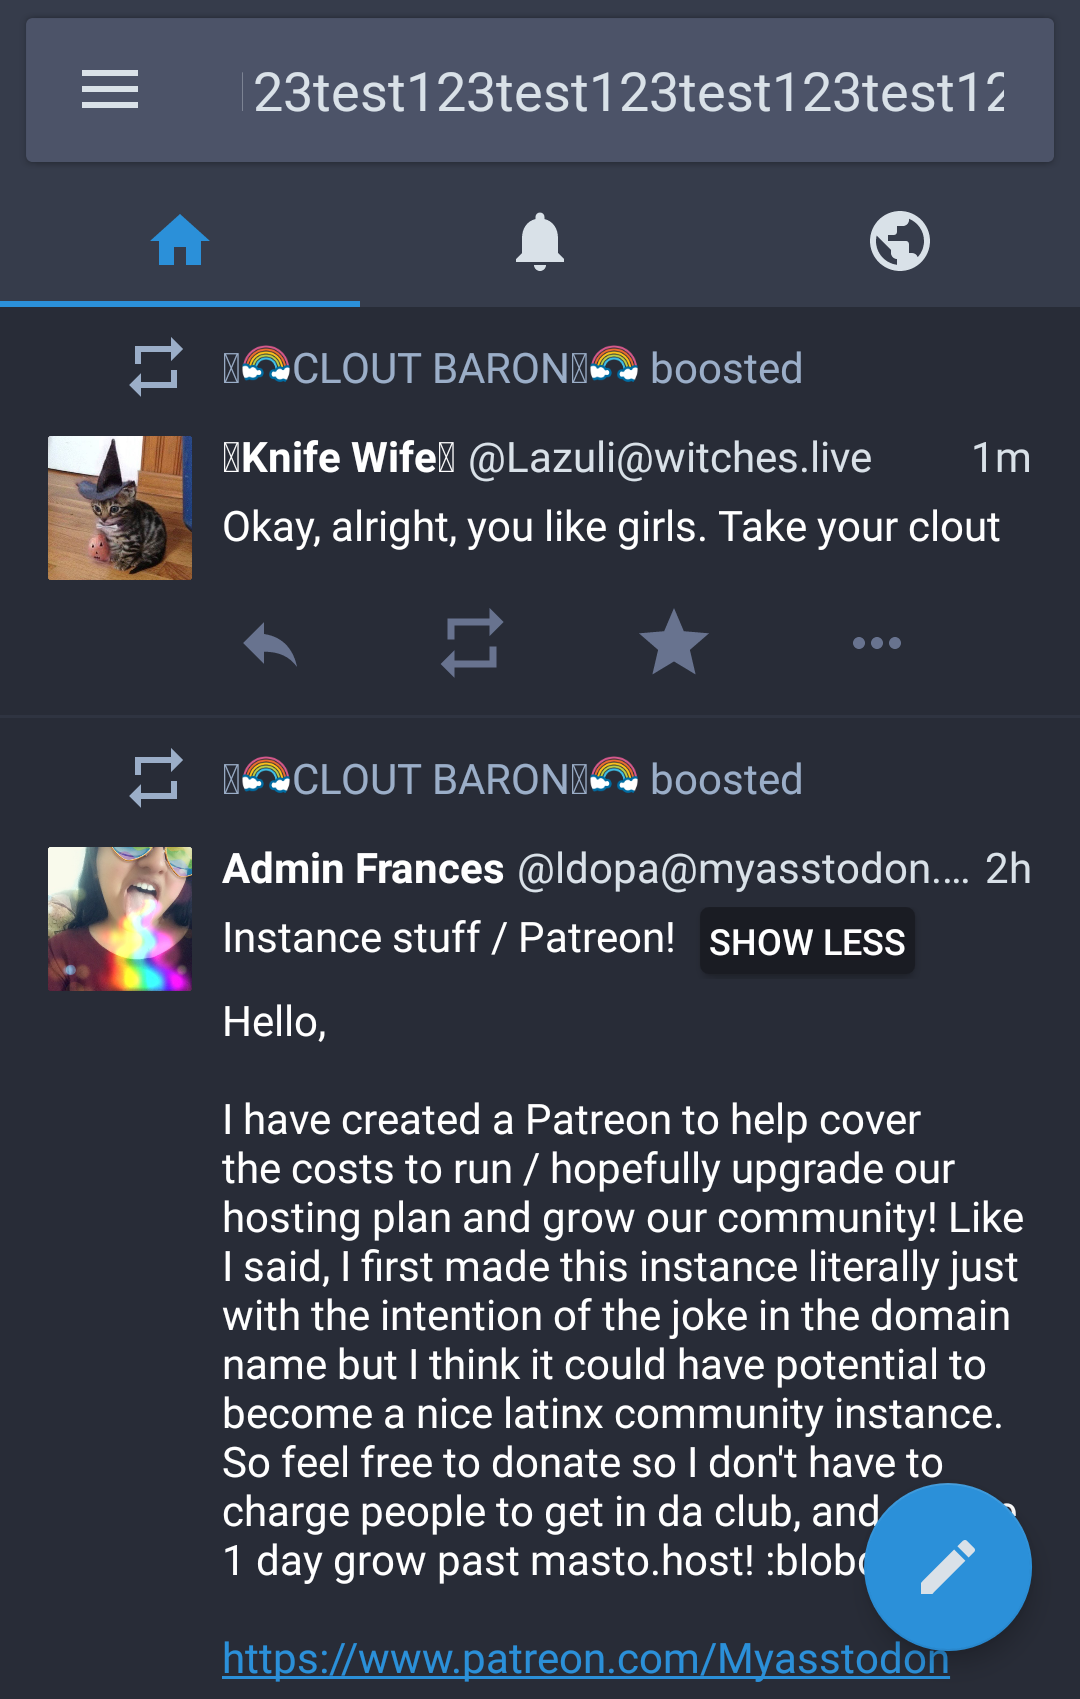 23test123test123test123test12
🌈CLOUT BARON🌈 boosted
Knife Wife @Lazuli@witches.live 1m
Okay, alright, you like girls. Take your clout
🌈CLOUT BARON🌈 boosted
Admin Frances @ldopa@myasstodon.... 2h
Instance stuff / Patreon! SHOW LESS
Hello,
I have created a Patreon to help cover
the costs to run / hopefully upgrade our
hosting plan and grow our community! Like
I said, I first made this instance literally just
with the intention of the joke in the domain
name but I think it could have potential to
become a nice latinx community instance.
So feel free to donate so I don't have to
charge people to get in da club, and
1 day grow past masto.host!
https://www.patreon.com/Myasstodon